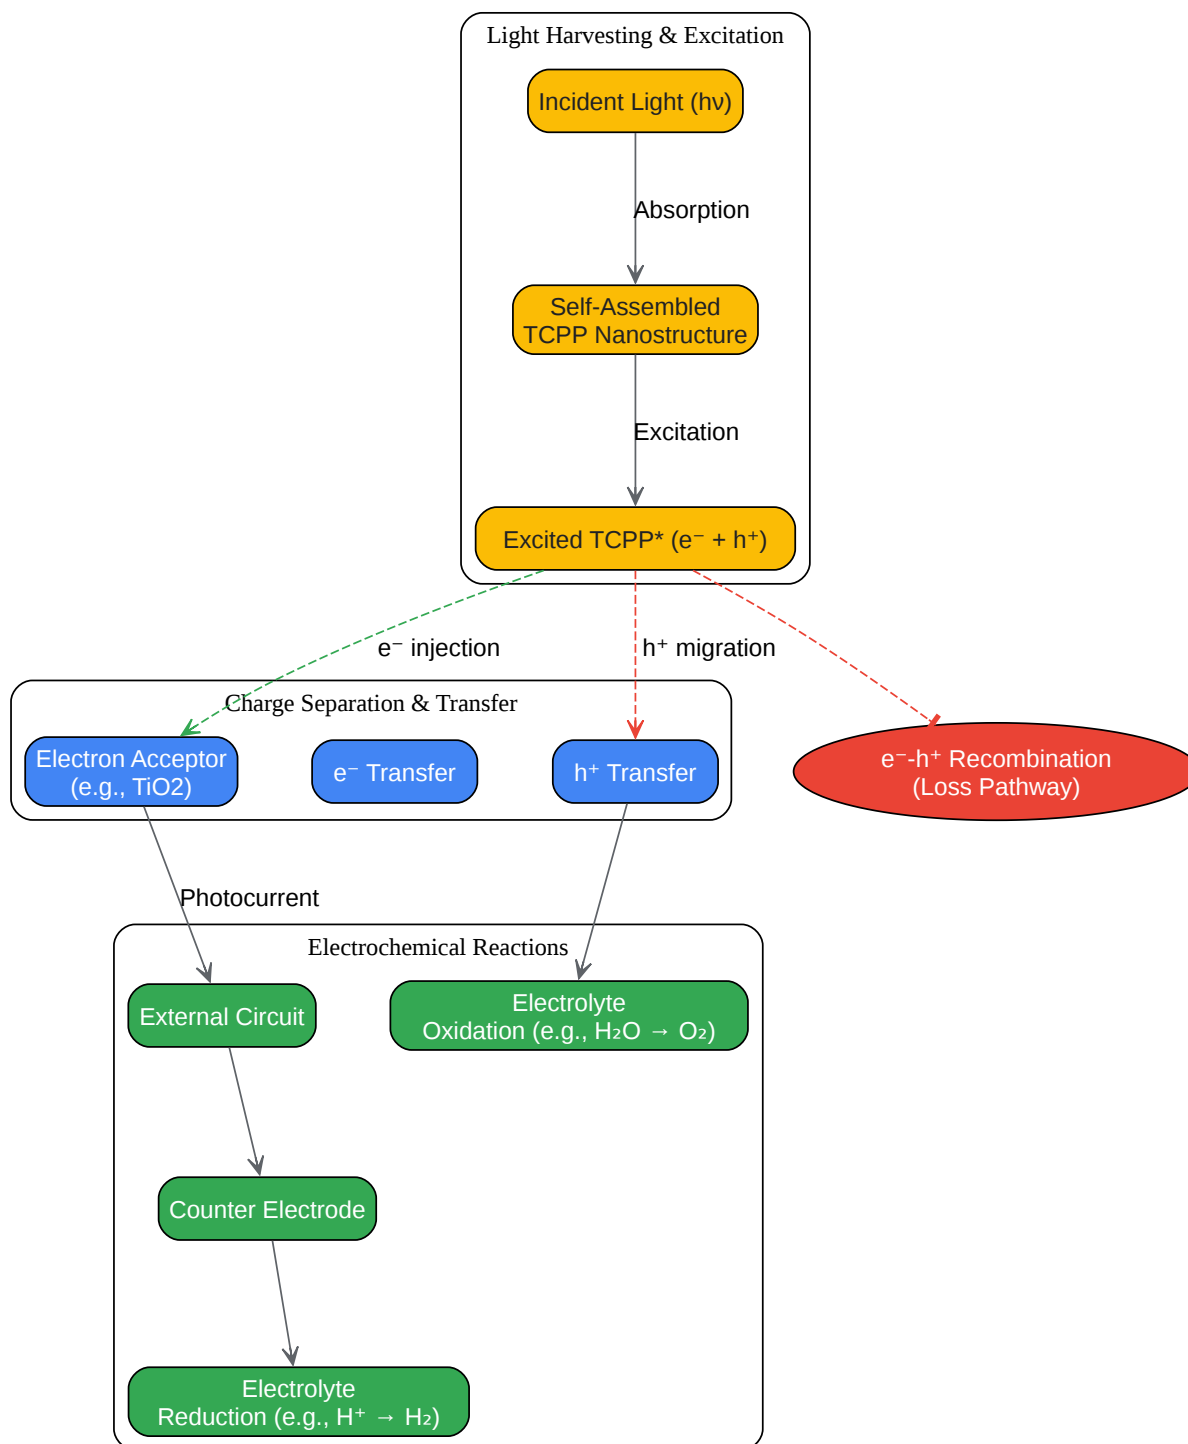 Light Harvesting & Excitation
Incident Light (hν)
Absorption
Self-Assembled
TCPP Nanostructure
Excitation
Excited TCPP* (e⁻ + h⁺)
e⁻ injection
h⁺ migration
Charge Separation & Transfer
Electron Acceptor
(e.g., TiO2)
e⁻ Transfer
h⁺ Transfer
e⁻-h⁺ Recombination
(Loss Pathway)
Photocurrent
Electrochemical Reactions
External Circuit
Electrolyte
Oxidation (e.g., H₂O → O₂)
Counter Electrode
Electrolyte
Reduction (e.g., H⁺ → H₂)